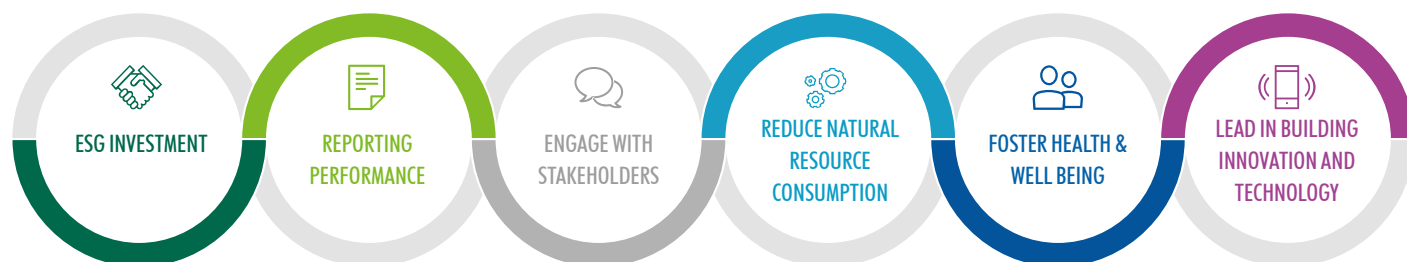 ESG INVESTMENT
REPORTING
PERFORMANCE
ENGAGE WITH
STAKEHOLDERS
REDUCE NATURAL
RESOURCE
CONSUMPTION
FOSTER HEALTH &
WELL BEING
LEAD IN BUILDING
INNOVATION AND
TECHNOLOGY